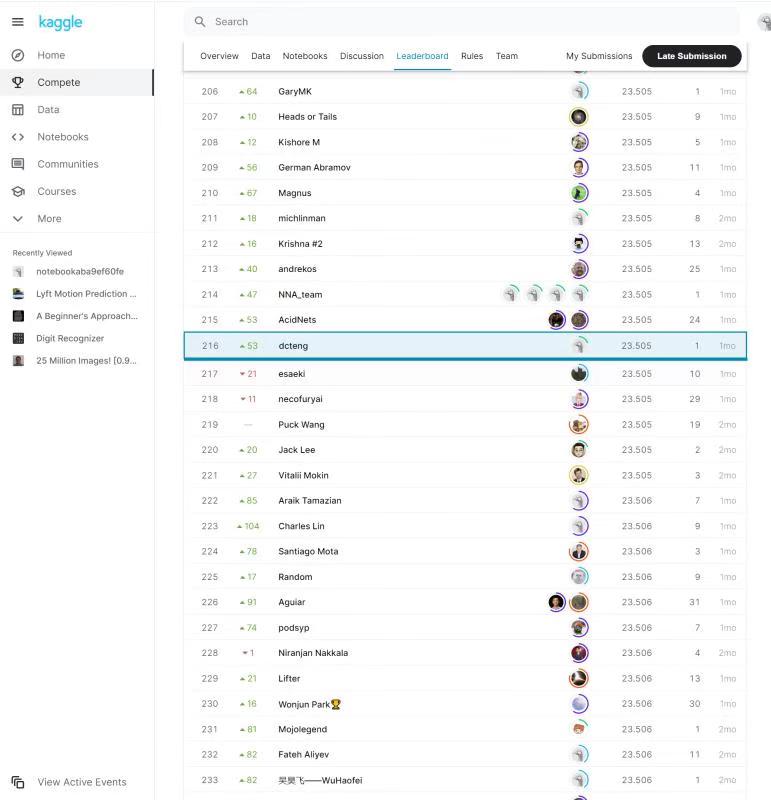 kaggle
Search
Home
Compete
Data
Notebooks
Communities
Courses
More
Recently Viewed
notebookaba9ef60fe
Lyft Motion Prediction ...
A Beginner's Approach...
Digit Recognizer
25 Million Images! [0.9...
View Active Events
Overview Data Notebooks Discussion Leaderboard Rules Team My Submissions Late Submission
206 ▲ 64 GaryMK 23.505 1 1mo
207 ▲ 10 Heads or Tails 23.505 9 1mo
208 ▲ 12 Kishore M 23.505 5 1mo
209 ▲ 56 German Abramov 23.505 11 1mo
210 ▲ 67 Magnus 23.505 4 1mo
211 ▲ 18 michlinman 23.505 8 2mo
212 ▲ 16 Krishna #2 23.505 13 2mo
213 ▲ 40 andrekos 23.505 25 1mo
214 ▲ 47 NNA_team 23.505 1 1mo
215 ▲ 53 AcidNets 23.505 24 1mo
216 ▲ 53 dcteng 23.505 1 1mo
217 ▼ 21 esaeki 23.505 10 1mo
218 ▼ 11 necofuryai 23.505 29 1mo
219 — Puck Wang 23.505 19 2mo
220 ▲ 20 Jack Lee 23.505 2 2mo
221 ▲ 27 Vitalii Mokin 23.505 3 2mo
222 ▲ 85 Araik Tamazian 23.506 7 1mo
223 ▲ 104 Charles Lin 23.506 9 1mo
224 ▲ 78 Santiago Mota 23.506 3 1mo
225 ▲ 17 Random 23.506 9 1mo
226 ▲ 91 Aguiar 23.506 31 1mo
227 ▲ 74 podsyp 23.506 7 1mo
228 ▼ 1 Niranjan Nakkala 23.506 4 2mo
229 ▲ 21 Lifter 23.506 13 1mo
230 ▲ 16 Wonjun Park🏆 23.506 30 1mo
231 ▲ 81 Mojolegend 23.506 1 2mo
232 ▲ 82 Fateh Aliyev 23.506 11 2mo
233 ▲ 82 吴昊飞——WuHaofei 23.506 1 2mo